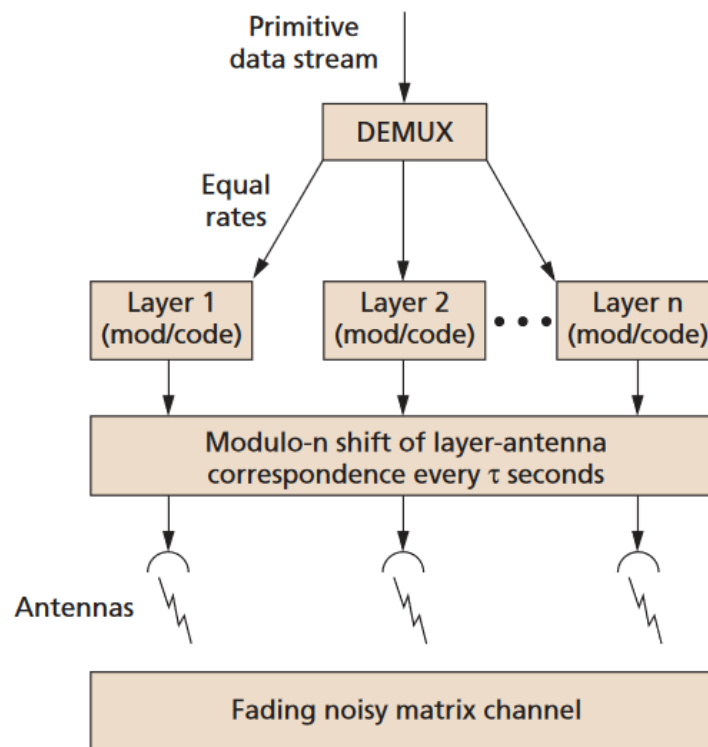 Primitive
data stream
DEMUX
Equal
rates
Layer 1
(mod/code)
Layer 2
(mod/code)
Layer n
(mod/code)
Modulo-n shift of layer-antenna
correspondence every τ seconds
Antennas
Fading noisy matrix channel